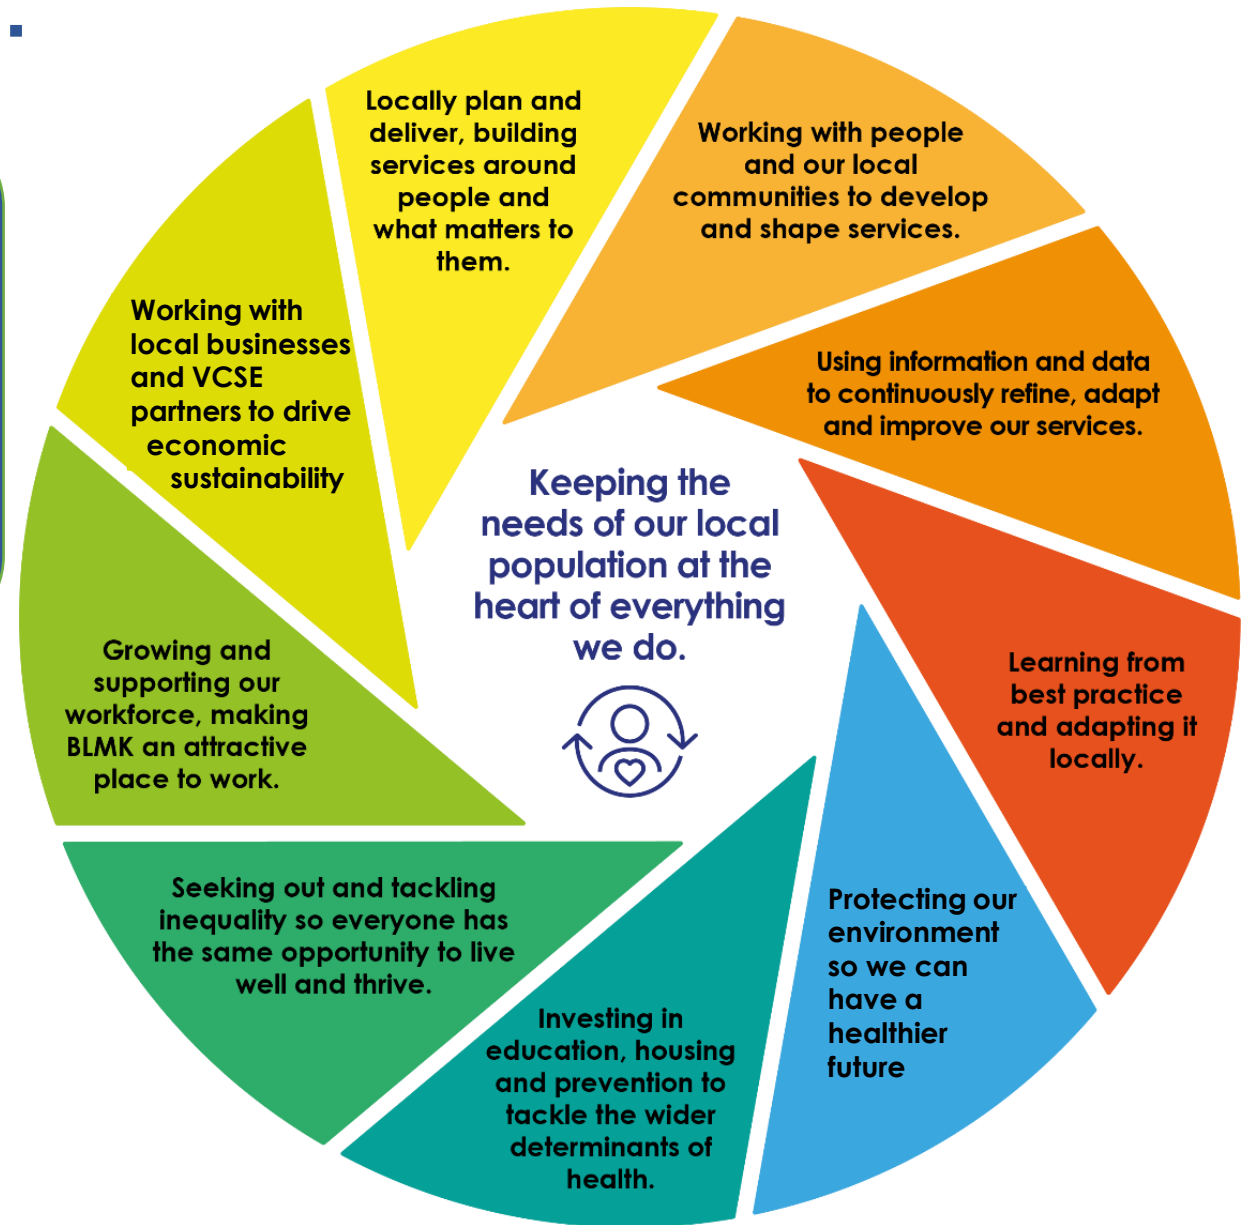 Locally plan and
deliver, building
services around
people and
what matters to
them.
Working with people
and our local
communities to develop
and shape services.
Using information and data
to continuously refine, adapt
and improve our services.
Learning from
best practice
and adapting it
locally.
Protecting our
environment
so we can
have a
healthier
future
Investing in
education, housing
and prevention to
tackle the wider
determinants of
health.
Seeking out and tackling
inequality so everyone has
the same opportunity to live
well and thrive.
Growing and
supporting our
workforce, making
BLMK an attractive
place to work.
Working with
local businesses
and VCSE
partners to drive
economic
sustainability
Keeping the
needs of our local
population at the
heart of everything
we do.